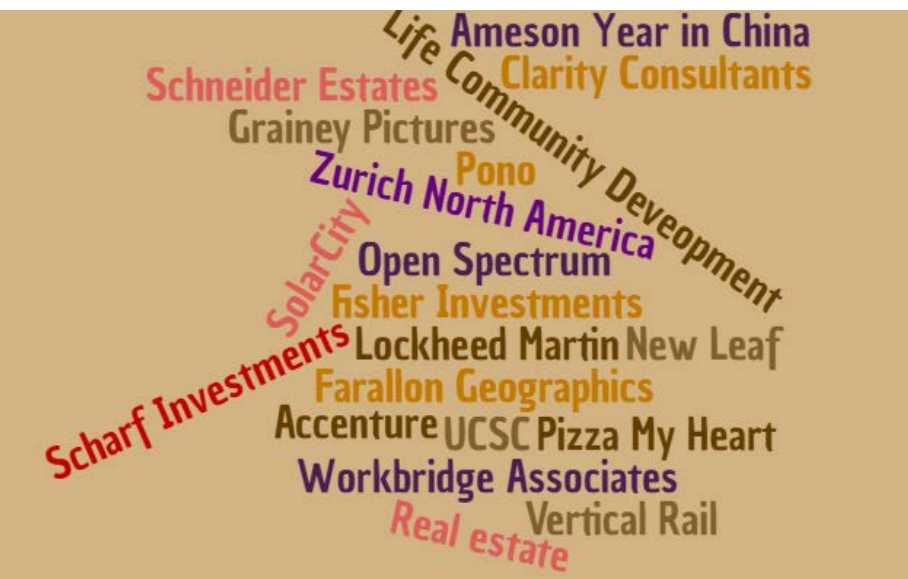 Ameson Year in China
Life Community Deveopment
Clarity Consultants
Schneider Estates
Grainey Pictures
Pono
Zurich North America
SolarCity
Open Spectrum
Fisher Investments
Scharf Investments
Lockheed Martin
New Leaf
Farallon Geographics
Accenture
UCSC
Pizza My Heart
Workbridge Associates
Vertical Rail
Real estate